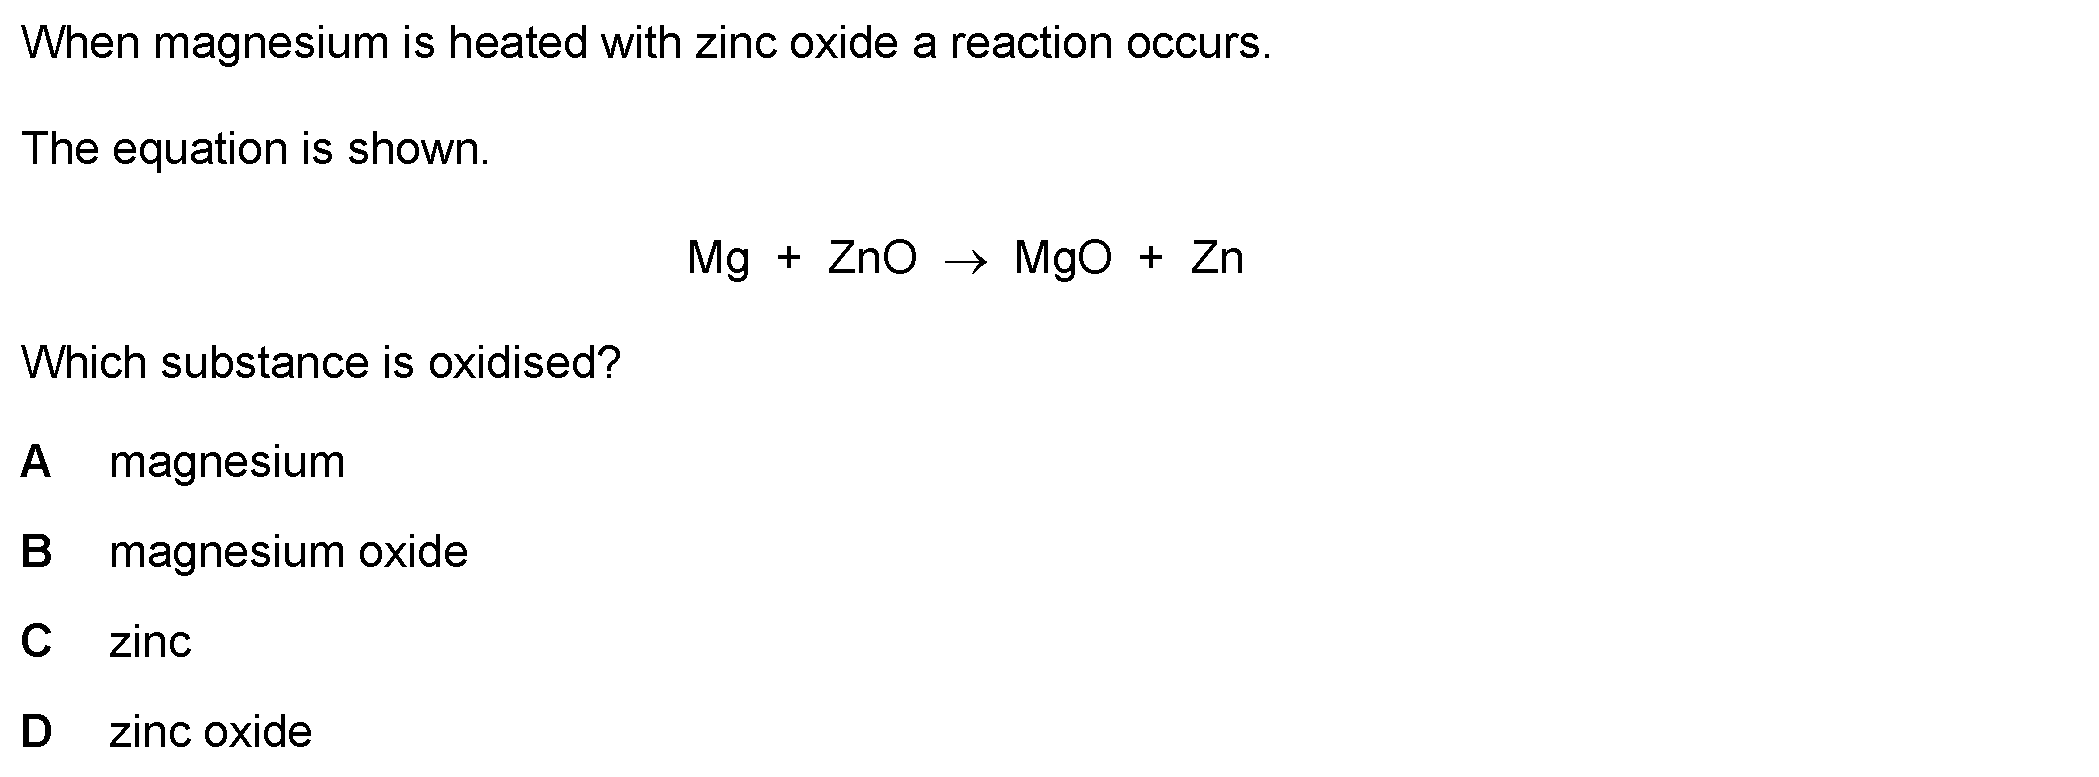 When magnesium is heated with zinc oxide a reaction occurs.
The equation is shown.
Mg + ZnO → MgO + Zn
Which substance is oxidised?
A magnesium
B magnesium oxide
C zinc
D zinc oxide